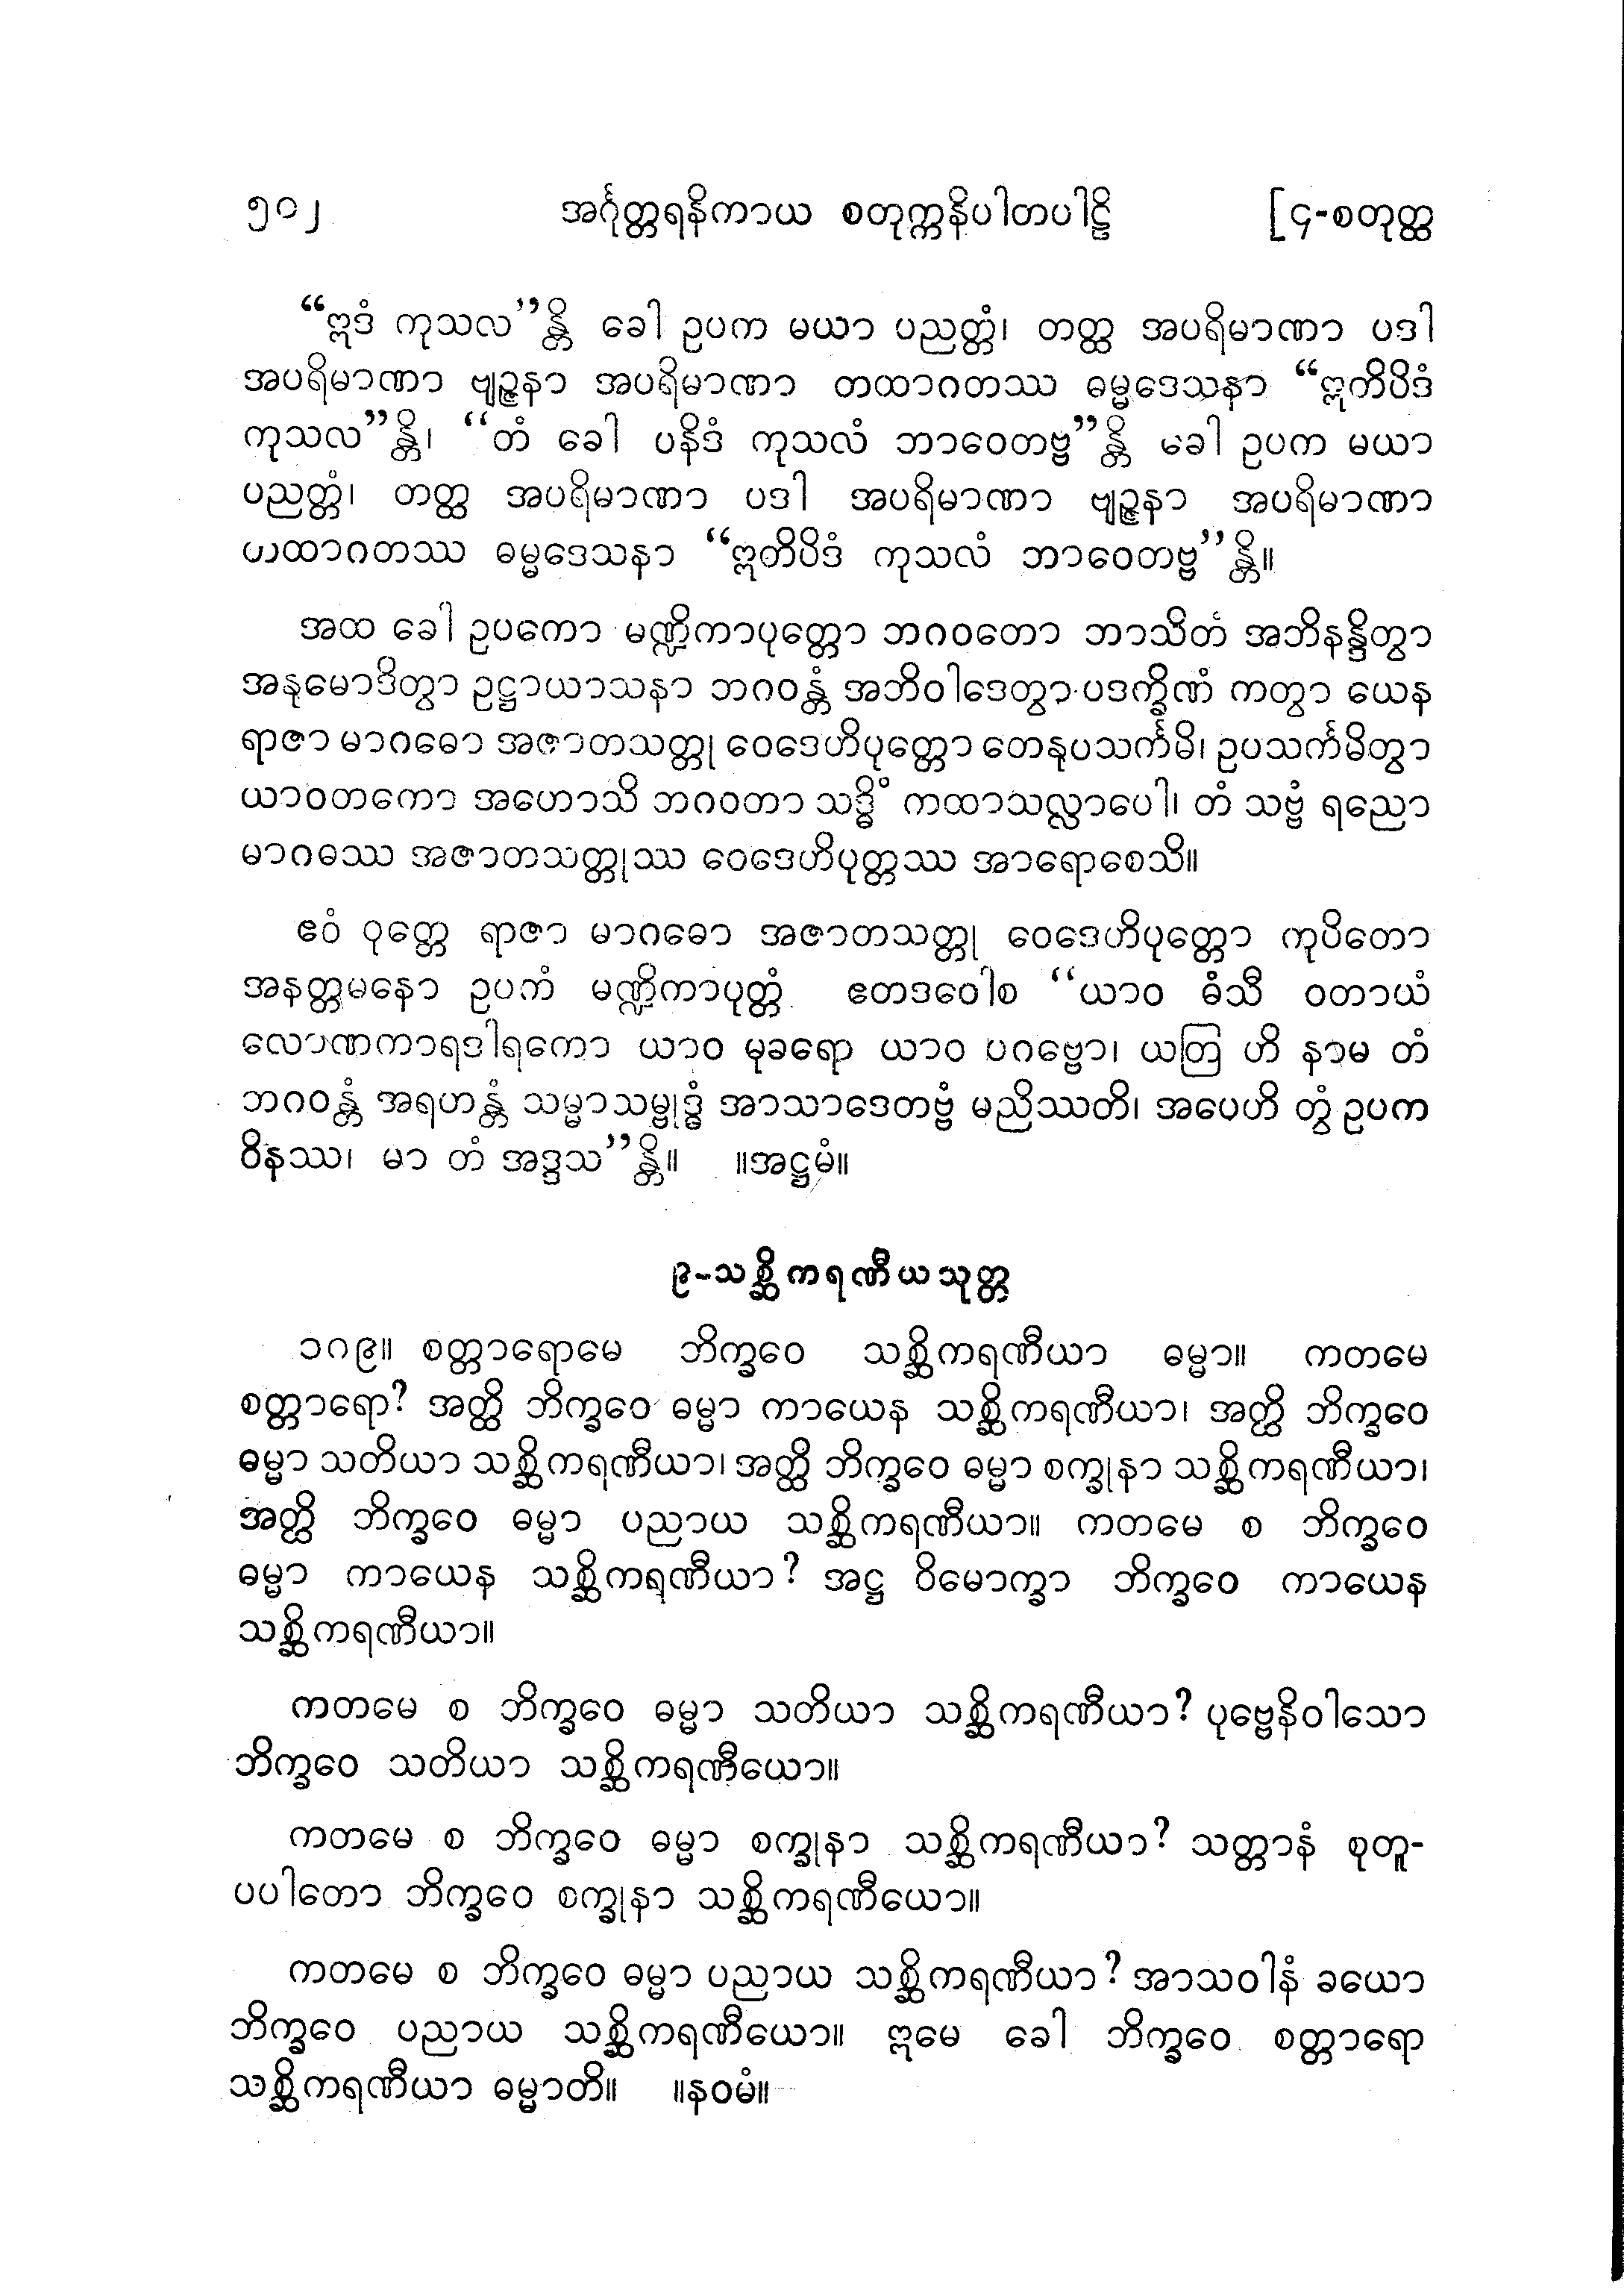 ၅၀၂ အင်္ဂုတ္တရနိကာယ စတုက္ကနိပါတပါဠိ [၄-စတုတ္ထ
“ဣဒံ ကုသလ”န္တိ ခေါ ဥပက မယာ ပညတ္တံ၊ တတ္ထ အပရိမာဏာ ပဒါ
အပရိမာဏာ ဗျဉ္ဇနာ အပရိမာဏာ တထာဂတဿ ဓမ္မဒေသနာ “ဣတိပိဒံ
ကုသလ”န္တိ၊ “တံ ခေါ ပနိဒံ ကုသလံ ဘာဝေတဗ္ဗ”န္တိ ခေါ ဥပက မယာ
ပညတ္တံ၊ တတ္ထ အပရိမာဏာ ပဒါ အပရိမာဏာ ဗျဉ္ဇနာ အပရိမာဏာ
တထာဂတဿ ဓမ္မဒေသနာ “ဣတိပိဒံ ကုသလံ ဘာဝေတဗ္ဗ”န္တိ။
အထ ခေါ ဥပကော မဏ္ဍိကာပုတ္တော ဘဂဝတော ဘာသိတံ အဘိနန္ဒိတွာ
အနုမောဒိတွာ ဥဋ္ဌာယာသနာ ဘဂဝန္တံ အဘိဝါဒေတွာ ပဒက္ခိဏံ ကတွာ ယေန
ရာဇာ မာဂဓော အဇာတသတ္တု ဝေဒေဟိပုတ္တော တေနုပသင်္ကမိ၊ ဥပသင်္ကမိတွာ
ယာဝတကော အဟောသိ ဘဂဝတာ သဒ္ဓိံ ကထာသလ္လာပေါ၊ တံ သဗ္ဗံ ရညော
မာဂဓဿ အဇာတသတ္တုဿ ဝေဒေဟိပုတ္တဿ အာရောစေသိ။
ဧဝံ ဝုတ္တေ ရာဇာ မာဂဓော အဇာတသတ္တု ဝေဒေဟိပုတ္တော ကုပိတော
အနတ္တမနော ဥပကံ မဏ္ဍိကာပုတ္တံ ဧတဒဝေါစ “ယာဝ ဓံသီ ဝတာယံ
လောဏကာရဒါရကော ယာဝ မုခရော ယာဝ ပဂဗ္ဗော၊ ယတြ ဟိ နာမ တံ
ဘဂဝန္တံ အရဟန္တံ သမ္မာသမ္ဗုဒ္ဓံ အာသာဒေတဗ္ဗံ မညိဿတိ၊ အပေဟိ တွံ ဥပက
ဝိနဿ၊ မာ တံ အဒ္ဒသ”န္တိ။ ။အဋ္ဌမံ။
၉-သစ္ဆိကရဏီယသုတ္တ
၁၈၉။ စတ္တာရောမေ ဘိက္ခဝေ သစ္ဆိကရဏီယာ ဓမ္မာ။ ကတမေ
စတ္တာရော? အတ္ထိ ဘိက္ခဝေ ဓမ္မာ ကာယေန သစ္ဆိကရဏီယာ၊ အတ္ထိ ဘိက္ခဝေ
ဓမ္မာ သတိယာ သစ္ဆိကရဏီယာ၊ အတ္ထိ ဘိက္ခဝေ ဓမ္မာ စက္ခုနာ သစ္ဆိကရဏီယာ၊
အတ္ထိ ဘိက္ခဝေ ဓမ္မာ ပညာယ သစ္ဆိကရဏီယာ။ ကတမေ စ ဘိက္ခဝေ
ဓမ္မာ ကာယေန သစ္ဆိကရဏီယာ? အဋ္ဌ ဝိမောက္ခာ ဘိက္ခဝေ ကာယေန
သစ္ဆိကရဏီယာ။
ကတမေ စ ဘိက္ခဝေ ဓမ္မာ သတိယာ သစ္ဆိကရဏီယာ? ပုဗ္ဗေနိဝါသော
ဘိက္ခဝေ သတိယာ သစ္ဆိကရဏီယော။
ကတမေ စ ဘိက္ခဝေ ဓမ္မာ စက္ခုနာ သစ္ဆိကရဏီယာ? သတ္တာနံ စုတူ-
ပပါတော ဘိက္ခဝေ စက္ခုနာ သစ္ဆိကရဏီယော။
ကတမေ စ ဘိက္ခဝေ ဓမ္မာ ပညာယ သစ္ဆိကရဏီယာ? အာသဝါနံ ခယော
ဘိက္ခဝေ ပညာယ သစ္ဆိကရဏီယော။ ဣမေ ခေါ ဘိက္ခဝေ စတ္တာရော
သစ္ဆိကရဏီယာ ဓမ္မာတိ။ ။နဝမံ။